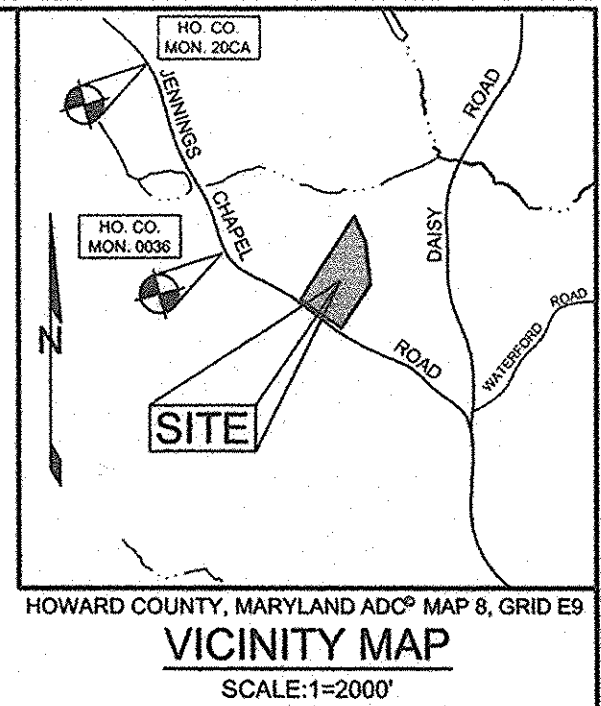 HO. CO.
MON. 20CA
JENNINGS
CHAPEL
ROAD
HO. CO.
MON. 0036
ROAD
DAISY
WATERFORD
ROAD
N
SITE
HOWARD COUNTY, MARYLAND ADC® MAP 8, GRID E9
VICINITY MAP
SCALE:1=2000'